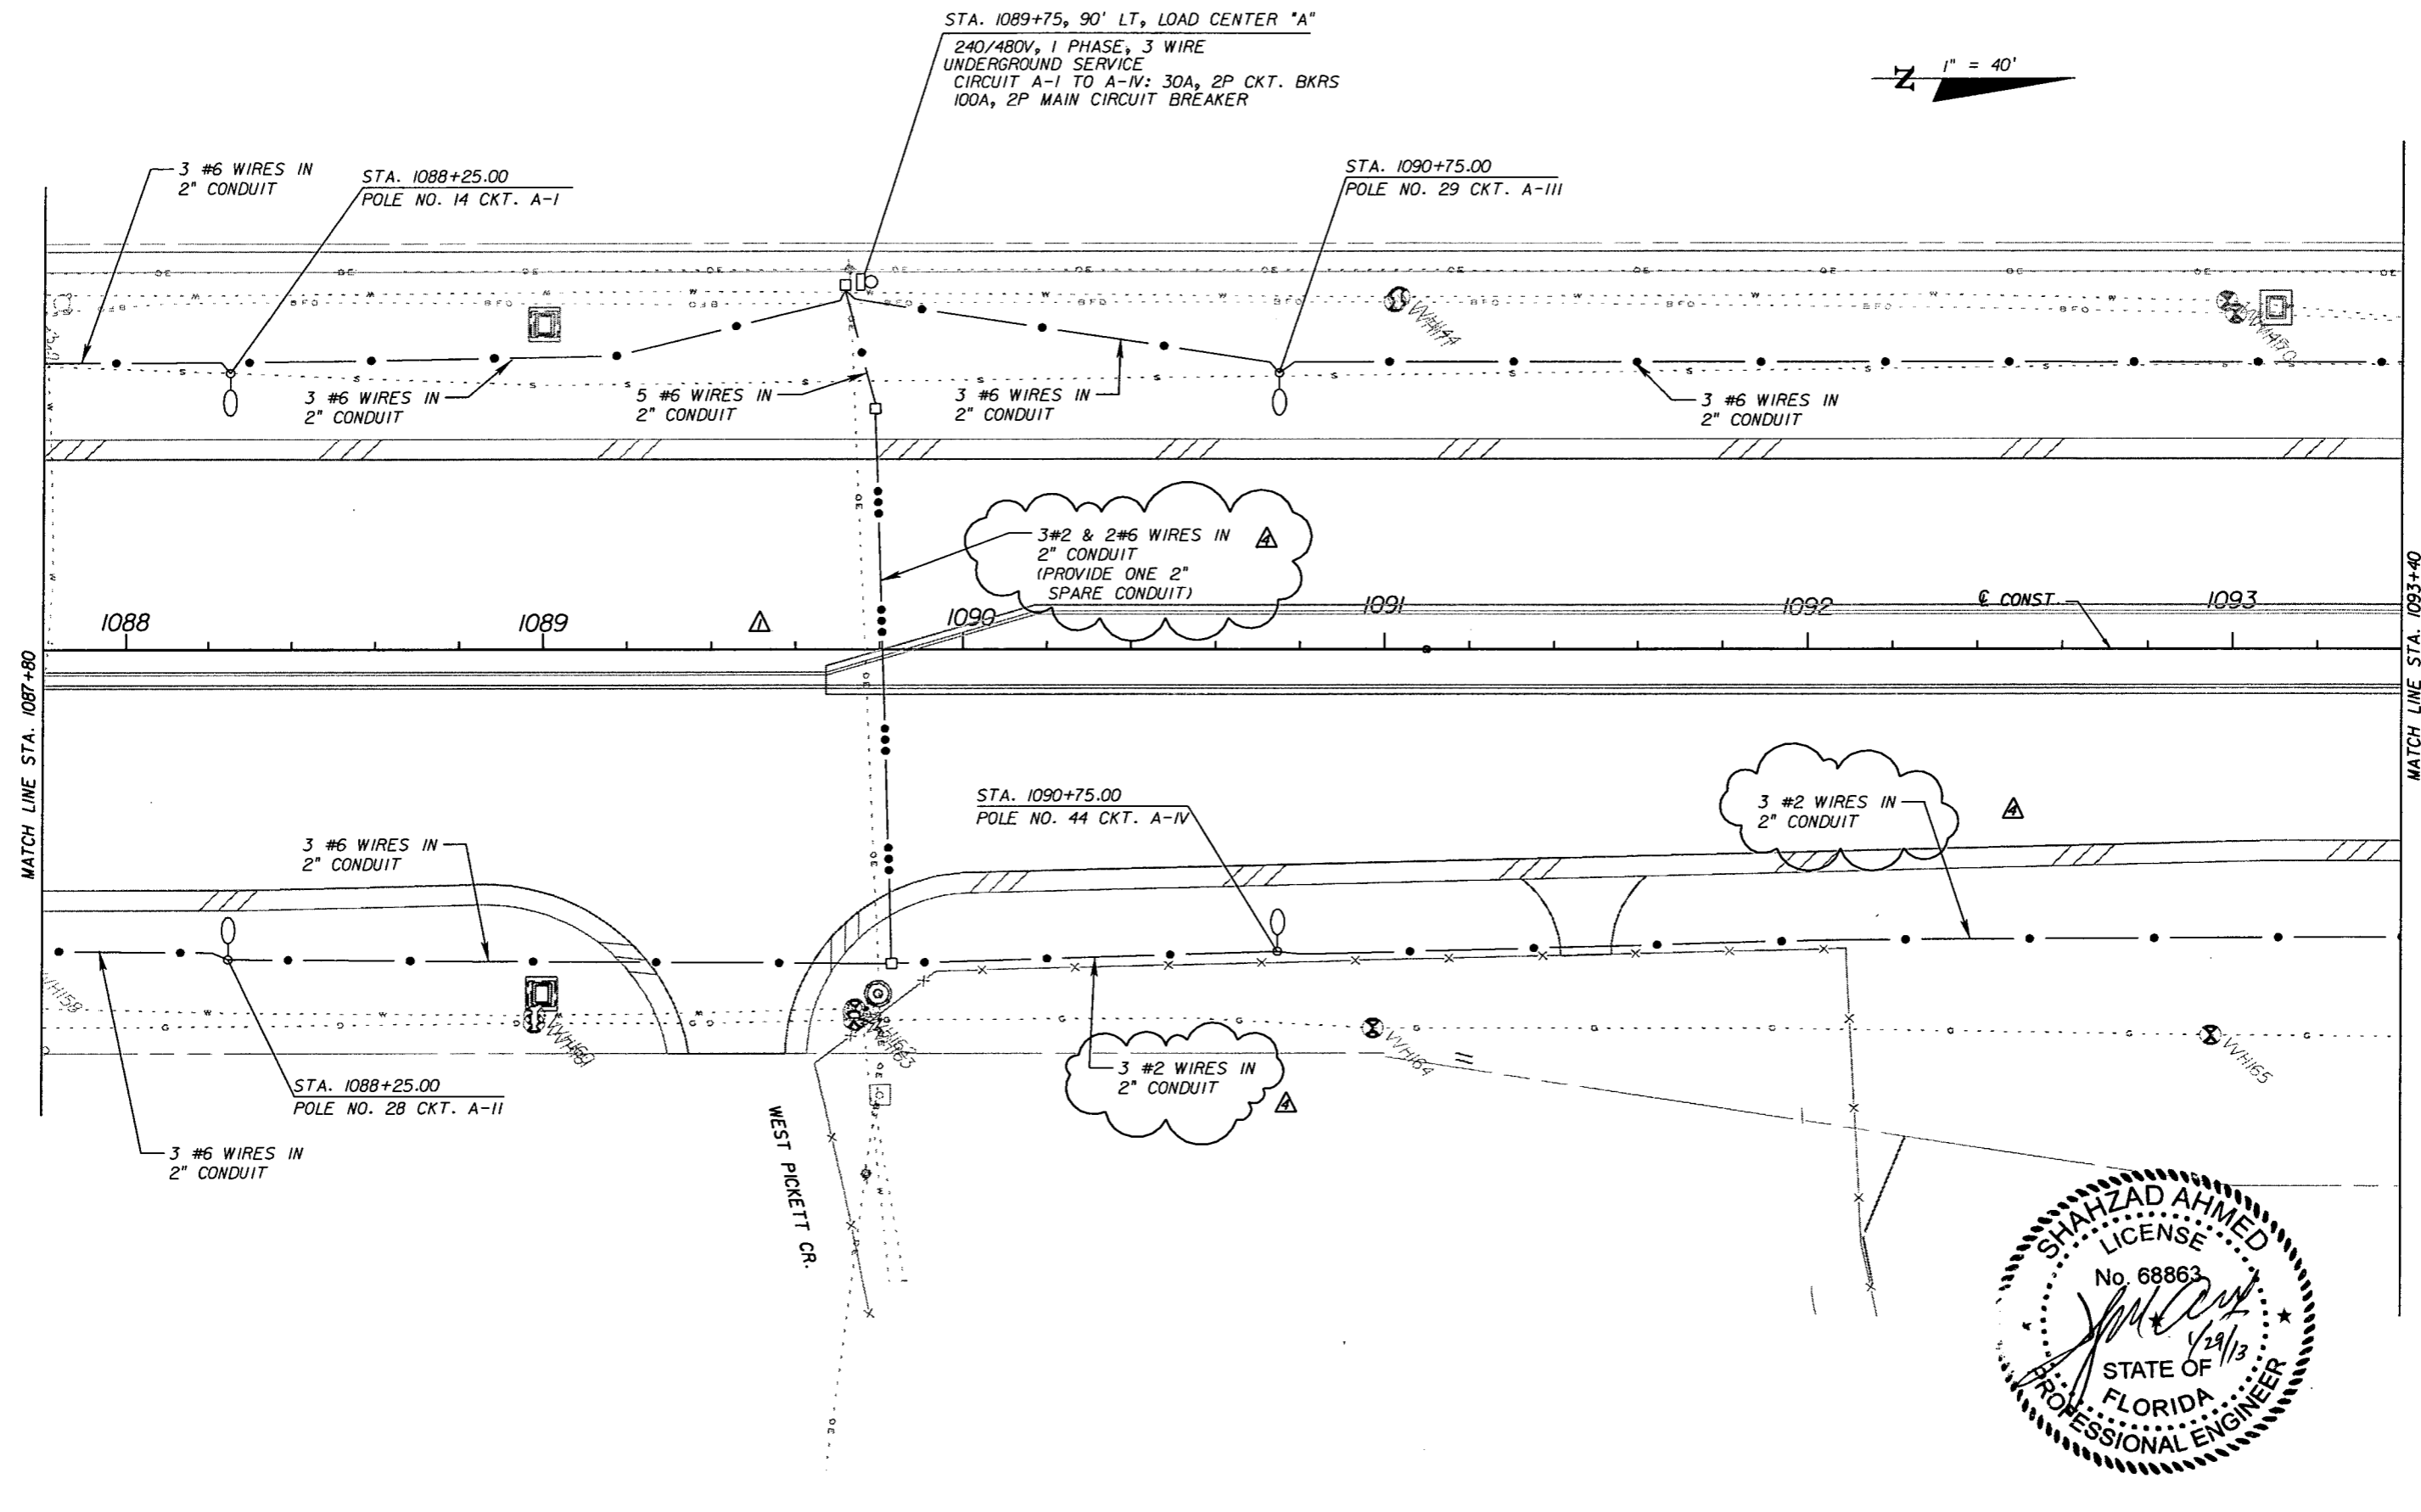 STA. 1089+75, 90' LT, LOAD CENTER "A"
240/480V, 1 PHASE, 3 WIRE
UNDERGROUND SERVICE
CIRCUIT A-I TO A-IV: 30A, 2P CKT. BKRS
100A, 2P MAIN CIRCUIT BREAKER
Z
1" = 40'
3 #6 WIRES IN
2" CONDUIT
STA. 1088+25.00
POLE NO. 14 CKT. A-I
STA. 1090+75.00
POLE NO. 29 CKT. A-III
3 #6 WIRES IN
2" CONDUIT
5 #6 WIRES IN
2" CONDUIT
3 #6 WIRES IN
2" CONDUIT
3 #6 WIRES IN
2" CONDUIT
3#2 & 2#6 WIRES IN
2" CONDUIT
(PROVIDE ONE 2"
SPARE CONDUIT)
4
1088
1089
1
1090
1091
1092
℄ CONST.
1093
MATCH LINE STA. 1087+80
MATCH LINE STA. 1093+40
STA. 1090+75.00
POLE NO. 44 CKT. A-IV
3 #2 WIRES IN
2" CONDUIT
4
3 #6 WIRES IN
2" CONDUIT
VVH164
VVH165
3 #2 WIRES IN
2" CONDUIT
4
STA. 1088+25.00
POLE NO. 28 CKT. A-II
3 #6 WIRES IN
2" CONDUIT
WEST PICKETT CR.
SHAHZAD AHMED
LICENSE
No. 68863
1/29/13
STATE OF
FLORIDA
PROFESSIONAL ENGINEER